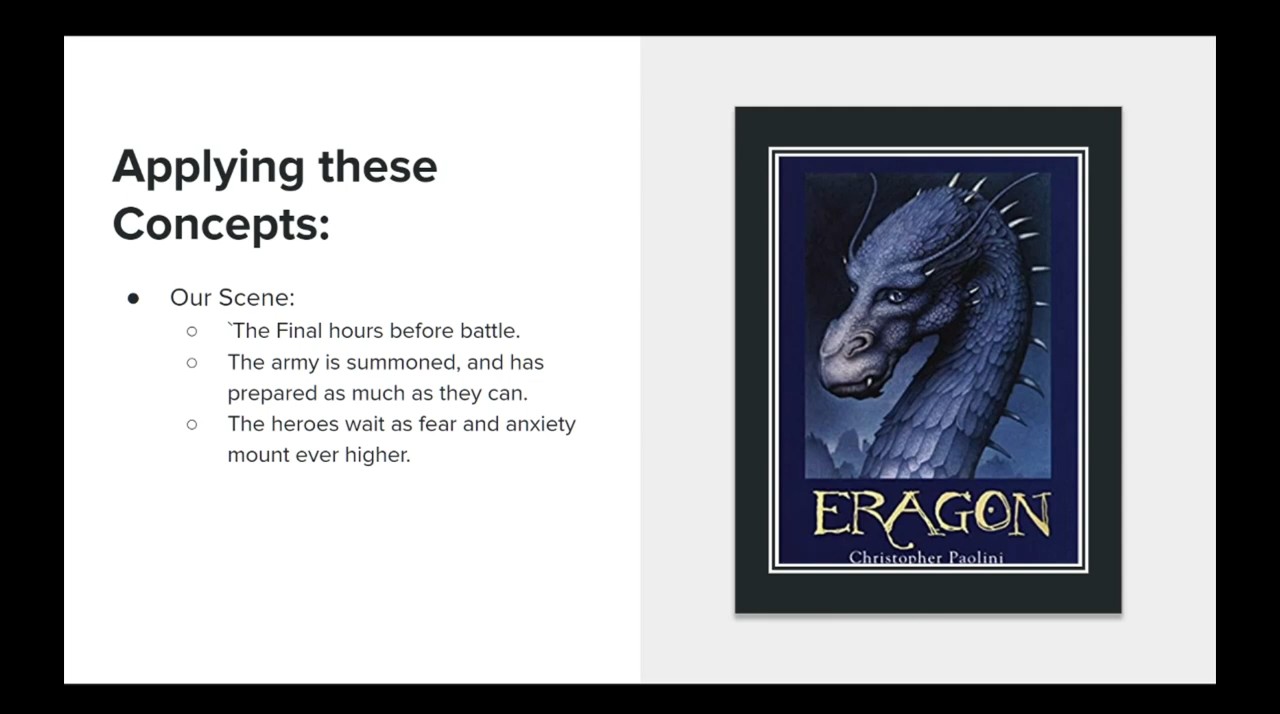 Applying these
Concepts:
● Our Scene:
○ `The Final hours before battle.
○ The army is summoned, and has
prepared as much as they can.
○ The heroes wait as fear and anxiety
mount ever higher.
ERAGON
Christopher Paolini